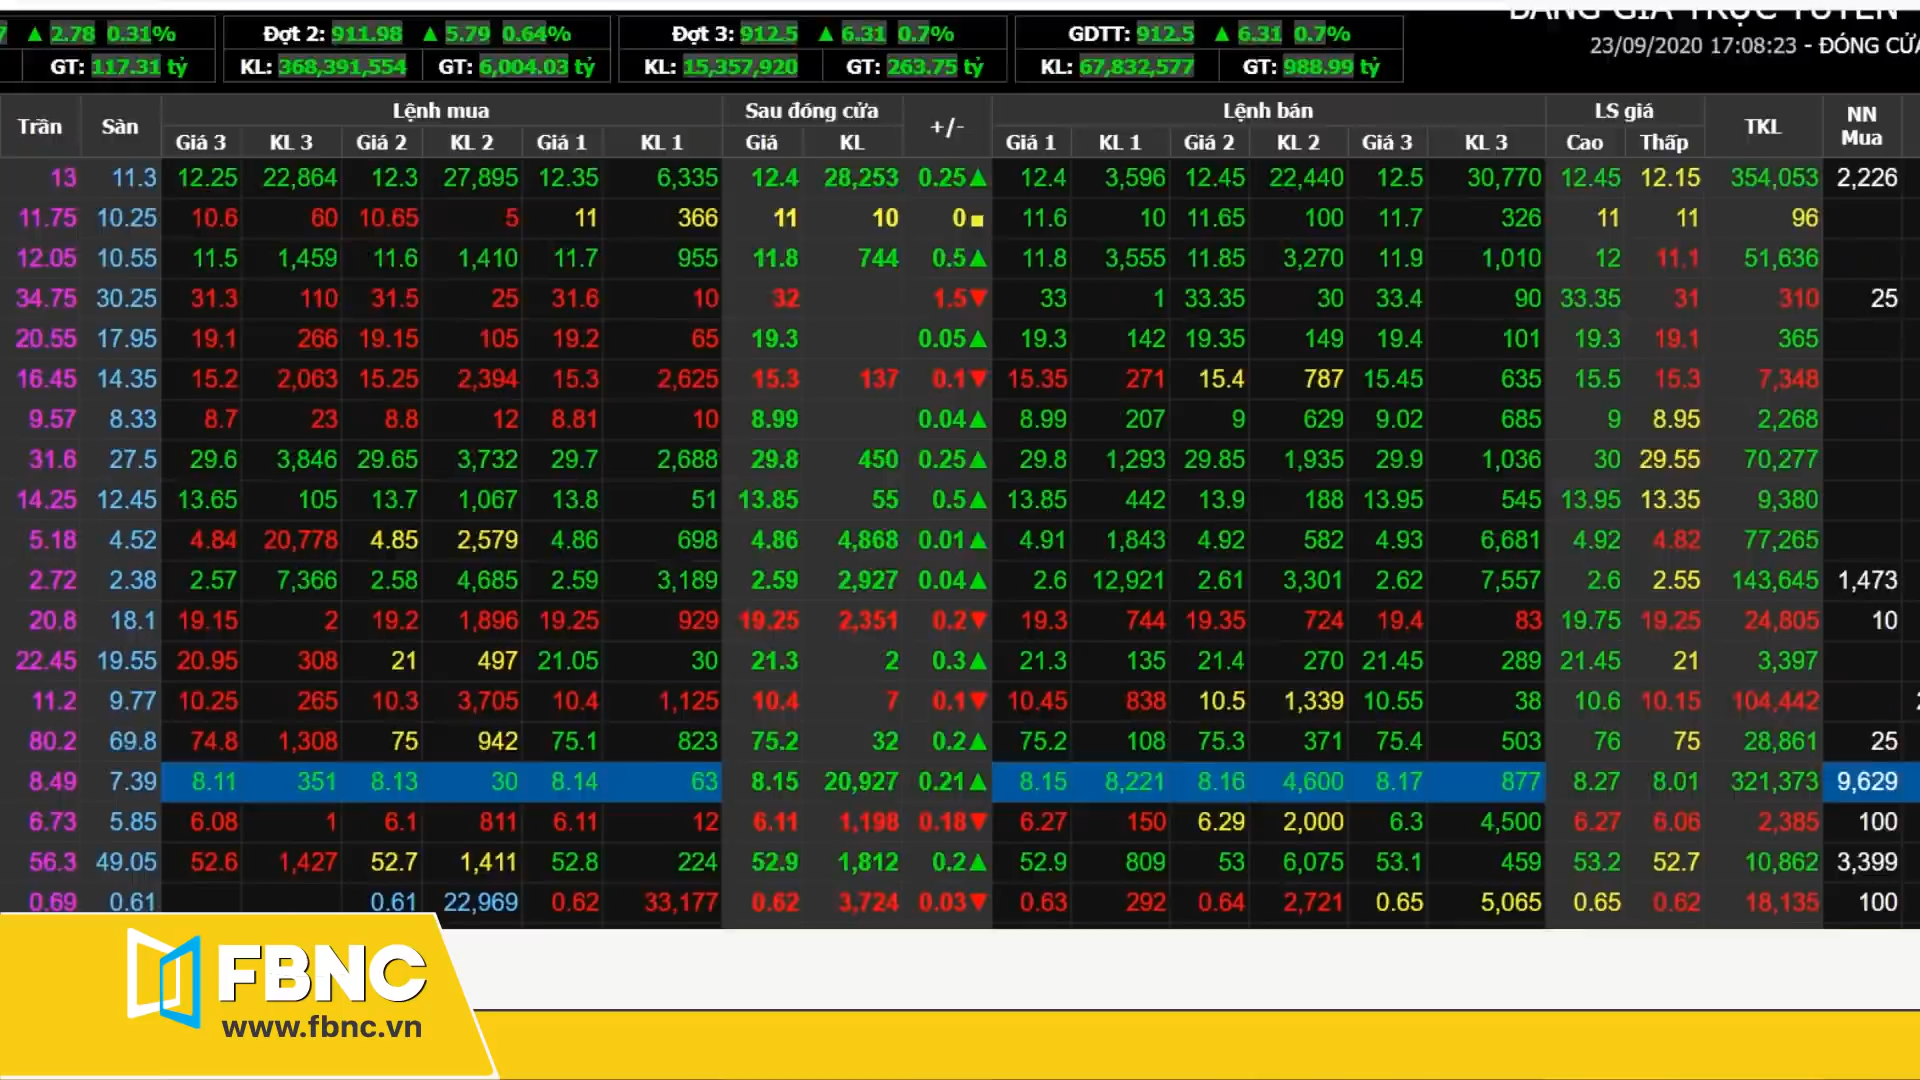 BẢNG GIÁ TRỰC TUYẾN
7 ▲ 2.78 0.31% Đợt 2: 911.98 ▲ 5.79 0.64% Đợt 3: 912.5 ▲ 6.31 0.7% GDTT: 912.5 ▲ 6.31 0.7%
23/09/2020 17:08:23 - ĐÓNG CỬA
GT: 117.31 tỷ KL: 368,391,554 GT: 6,004.03 tỷ KL: 15,357,920 GT: 263.75 tỷ KL: 67,832,577 GT: 988.99 tỷ
Trần Sàn Lệnh mua Sau đóng cửa +/- Lệnh bán LS giá TKL NN Mua
Giá 3 KL 3 Giá 2 KL 2 Giá 1 KL 1 Giá KL Giá 1 KL 1 Giá 2 KL 2 Giá 3 KL 3 Cao Thấp
13 11.3 12.25 22,864 12.3 27,895 12.35 6,335 12.4 28,253 0.25▲ 12.4 3,596 12.45 22,440 12.5 30,770 12.45 12.15 354,053 2,226
11.75 10.25 10.6 60 10.65 5 11 366 11 10 0■ 11.6 10 11.65 100 11.7 326 11 11 96
12.05 10.55 11.5 1,459 11.6 1,410 11.7 955 11.8 744 0.5▲ 11.8 3,555 11.85 3,270 11.9 1,010 12 11.1 51,636
34.75 30.25 31.3 110 31.5 25 31.6 10 32 1.5▼ 33 1 33.35 30 33.4 90 33.35 31 310 25
20.55 17.95 19.1 266 19.15 105 19.2 65 19.3 0.05▲ 19.3 142 19.35 149 19.4 101 19.3 19.1 365
16.45 14.35 15.2 2,063 15.25 2,394 15.3 2,625 15.3 137 0.1▼ 15.35 271 15.4 787 15.45 635 15.5 15.3 7,348
9.57 8.33 8.7 23 8.8 12 8.81 10 8.99 0.04▲ 8.99 207 9 629 9.02 685 9 8.95 2,268
31.6 27.5 29.6 3,846 29.65 3,732 29.7 2,688 29.8 450 0.25▲ 29.8 1,293 29.85 1,935 29.9 1,036 30 29.55 70,277
14.25 12.45 13.65 105 13.7 1,067 13.8 51 13.85 55 0.5▲ 13.85 442 13.9 188 13.95 545 13.95 13.35 9,380
5.18 4.52 4.84 20,778 4.85 2,579 4.86 698 4.86 4,868 0.01▲ 4.91 1,843 4.92 582 4.93 6,681 4.92 4.82 77,265
2.72 2.38 2.57 7,366 2.58 4,685 2.59 3,189 2.59 2,927 0.04▲ 2.6 12,921 2.61 3,301 2.62 7,557 2.6 2.55 143,645 1,473
20.8 18.1 19.15 2 19.2 1,896 19.25 929 19.25 2,351 0.2▼ 19.3 744 19.35 724 19.4 83 19.75 19.25 24,805 10
22.45 19.55 20.95 308 21 497 21.05 30 21.3 2 0.3▲ 21.3 135 21.4 270 21.45 289 21.45 21 3,397
11.2 9.77 10.25 265 10.3 3,705 10.4 1,125 10.4 7 0.1▼ 10.45 838 10.5 1,339 10.55 38 10.6 10.15 104,442
80.2 69.8 74.8 1,308 75 942 75.1 823 75.2 32 0.2▲ 75.2 108 75.3 371 75.4 503 76 75 28,861 25
8.49 7.39 8.11 351 8.13 30 8.14 63 8.15 20,927 0.21▲ 8.15 8,221 8.16 4,600 8.17 877 8.27 8.01 321,373 9,629
6.73 5.85 6.08 1 6.1 811 6.11 12 6.11 1,198 0.18▼ 6.27 150 6.29 2,000 6.3 4,500 6.27 6.06 2,385 100
56.3 49.05 52.6 1,427 52.7 1,411 52.8 224 52.9 1,812 0.2▲ 52.9 809 53 6,075 53.1 459 53.2 52.7 10,862 3,399
0.69 0.61 0.61 22,969 0.62 33,177 0.62 3,724 0.03▼ 0.63 292 0.64 2,721 0.65 5,065 0.65 0.62 18,135 100
FBNC
www.fbnc.vn